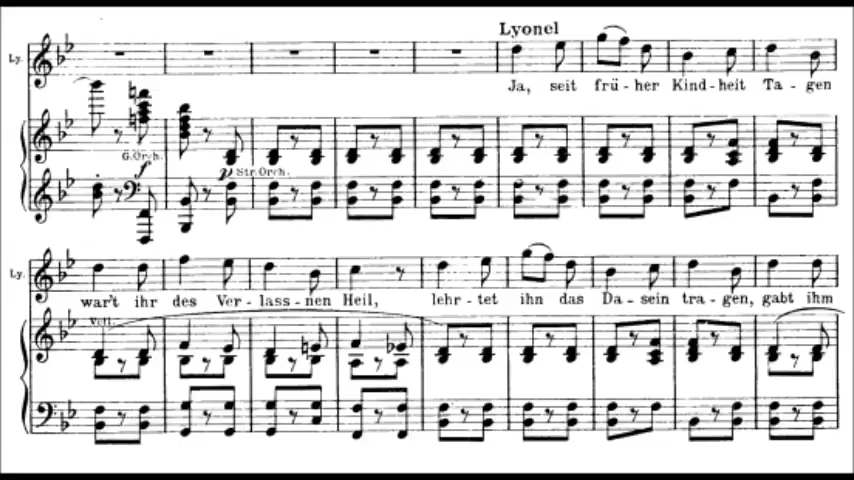 Lyonel
Ly.
Ja, seit frü-her Kind-heit Ta-gen
G. Orch.
f
p Str. Orch.
Ly.
war't ihr des Ver-lass-nen Heil, lehr-tet ihn das Da-sein tra-gen, gabt ihm
Vcll.